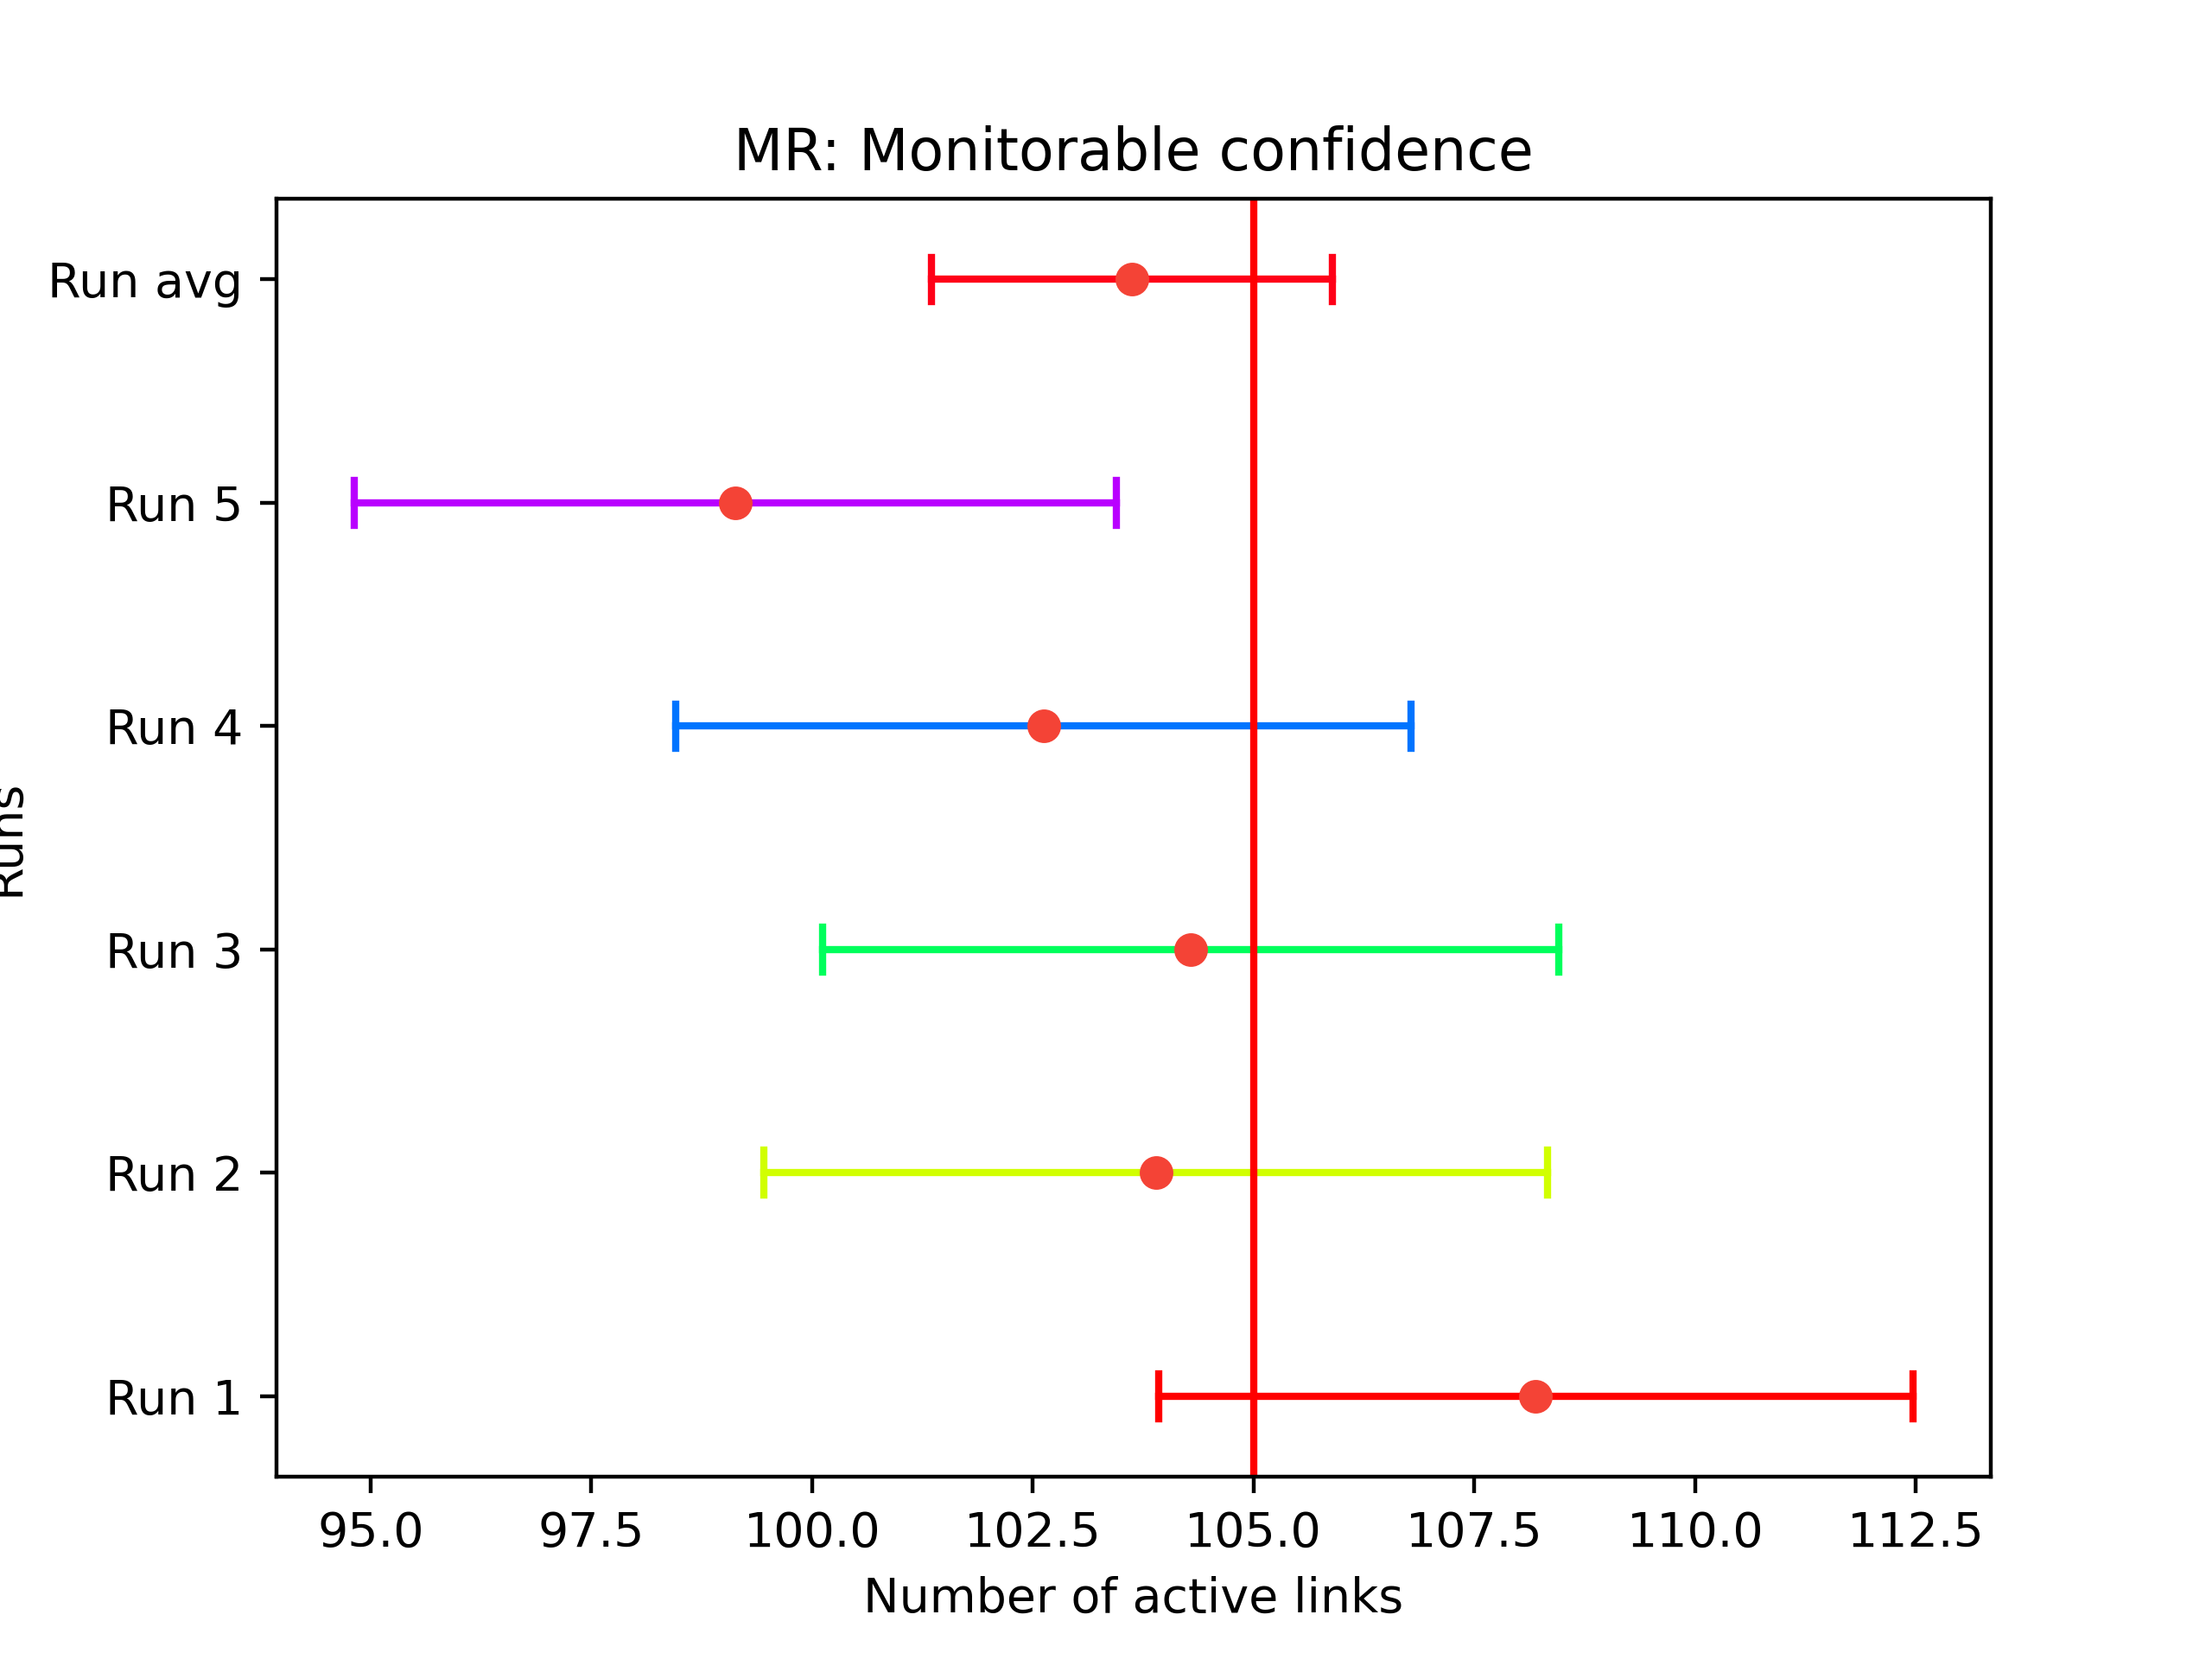 MR: Monitorable confidence
Run avg
Run 5
Run 4
Runs
Run 3
Run 2
Run 1
95.0 97.5 100.0 102.5 105.0 107.5 110.0 112.5
Number of active links